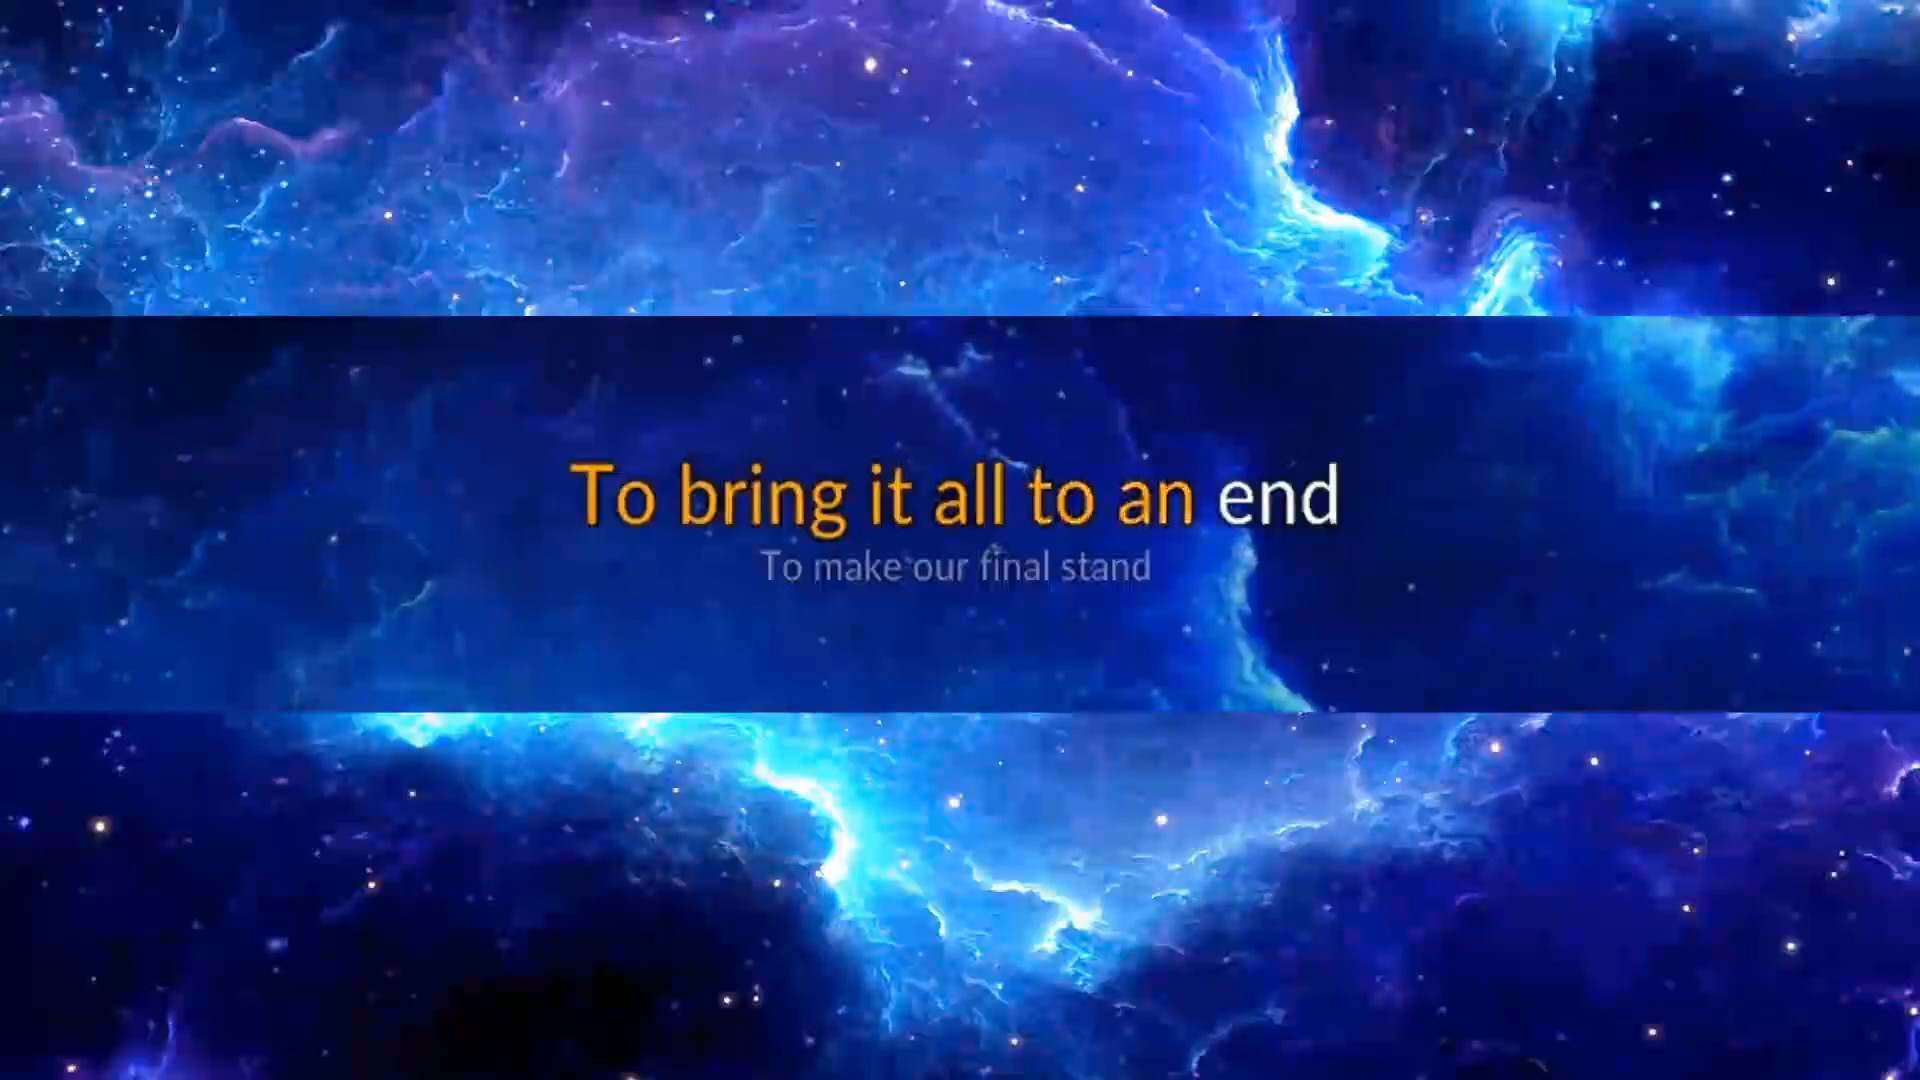 To bring it all to an end
To make our final stand